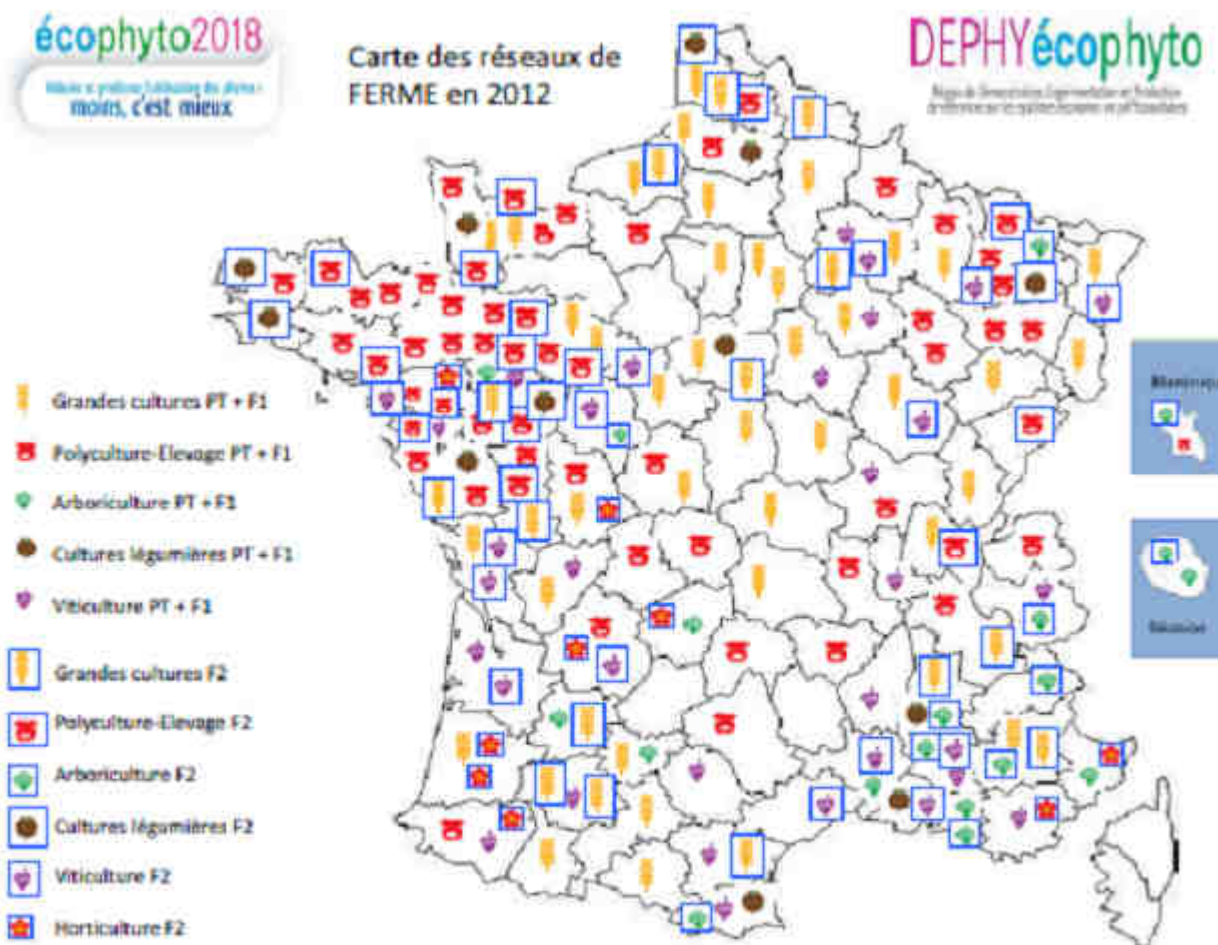 écophyto2018
moins, c'est mieux
Carte des réseaux de
FERME en 2012
DEPHYécophyto
Grandes cultures PT + F1
Polyculture-Elevage PT + F1
Arboriculture PT + F1
Cultures légumières PT + F1
Viticulture PT + F1
Grandes cultures F2
Polyculture-Elevage F2
Arboriculture F2
Cultures légumières F2
Viticulture F2
Horticulture F2
Réunion